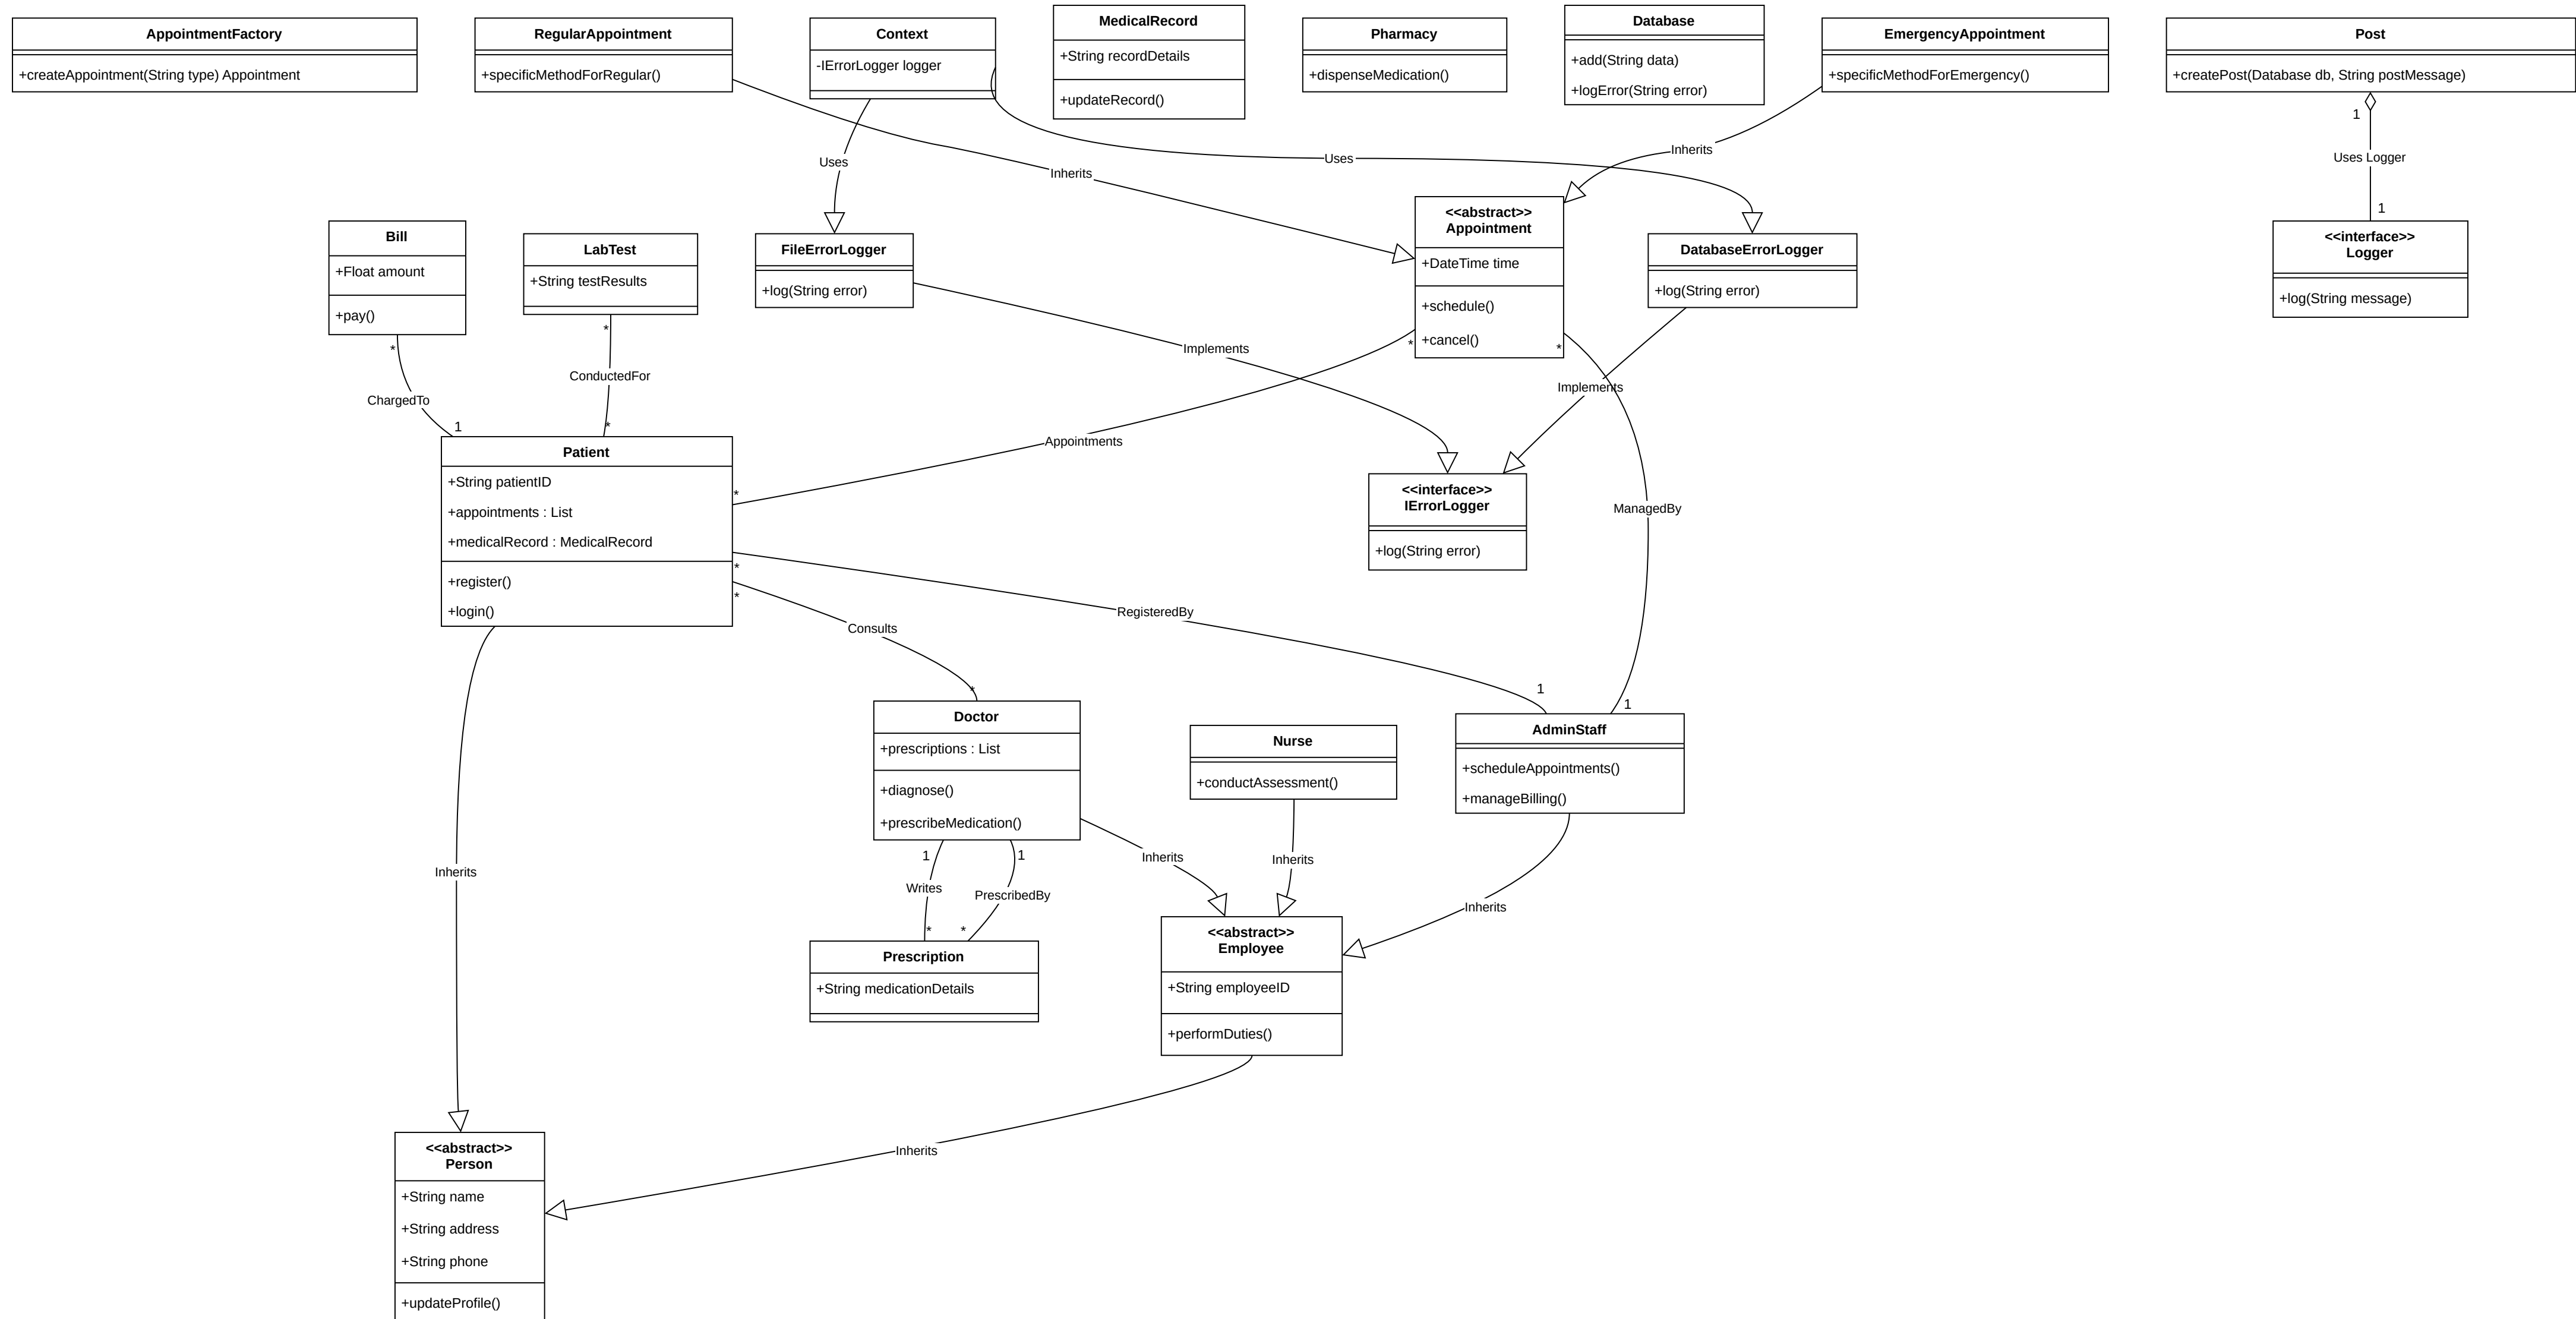 AppointmentFactory
+createAppointment(String type) Appointment
RegularAppointment
+specificMethodForRegular()
Context
-IErrorLogger logger
MedicalRecord
+String recordDetails
+updateRecord()
Pharmacy
+dispenseMedication()
Database
+add(String data)
+logError(String error)
EmergencyAppointment
+specificMethodForEmergency()
Post
+createPost(Database db, String postMessage)
1
Uses Logger
1
Uses
Uses
Inherits
Inherits
Bill
+Float amount
+pay()
LabTest
+String testResults
FileErrorLogger
+log(String error)
<<abstract>>
Appointment
+DateTime time
+schedule()
+cancel()
DatabaseErrorLogger
+log(String error)
<<interface>>
Logger
+log(String message)
*
ChargedTo
1
*
ConductedFor
*
Implements
*
*
Implements
Appointments
*
Patient
+String patientID
+appointments : List
+medicalRecord : MedicalRecord
+register()
+login()
<<interface>>
IErrorLogger
+log(String error)
ManagedBy
*
*
RegisteredBy
Consults
*
1
1
Doctor
+prescriptions : List
+diagnose()
+prescribeMedication()
Nurse
+conductAssessment()
AdminStaff
+scheduleAppointments()
+manageBilling()
Inherits
1
Writes
*
1
PrescribedBy
*
Inherits
Inherits
Inherits
Prescription
+String medicationDetails
<<abstract>>
Employee
+String employeeID
+performDuties()
Inherits
<<abstract>>
Person
+String name
+String address
+String phone
+updateProfile()